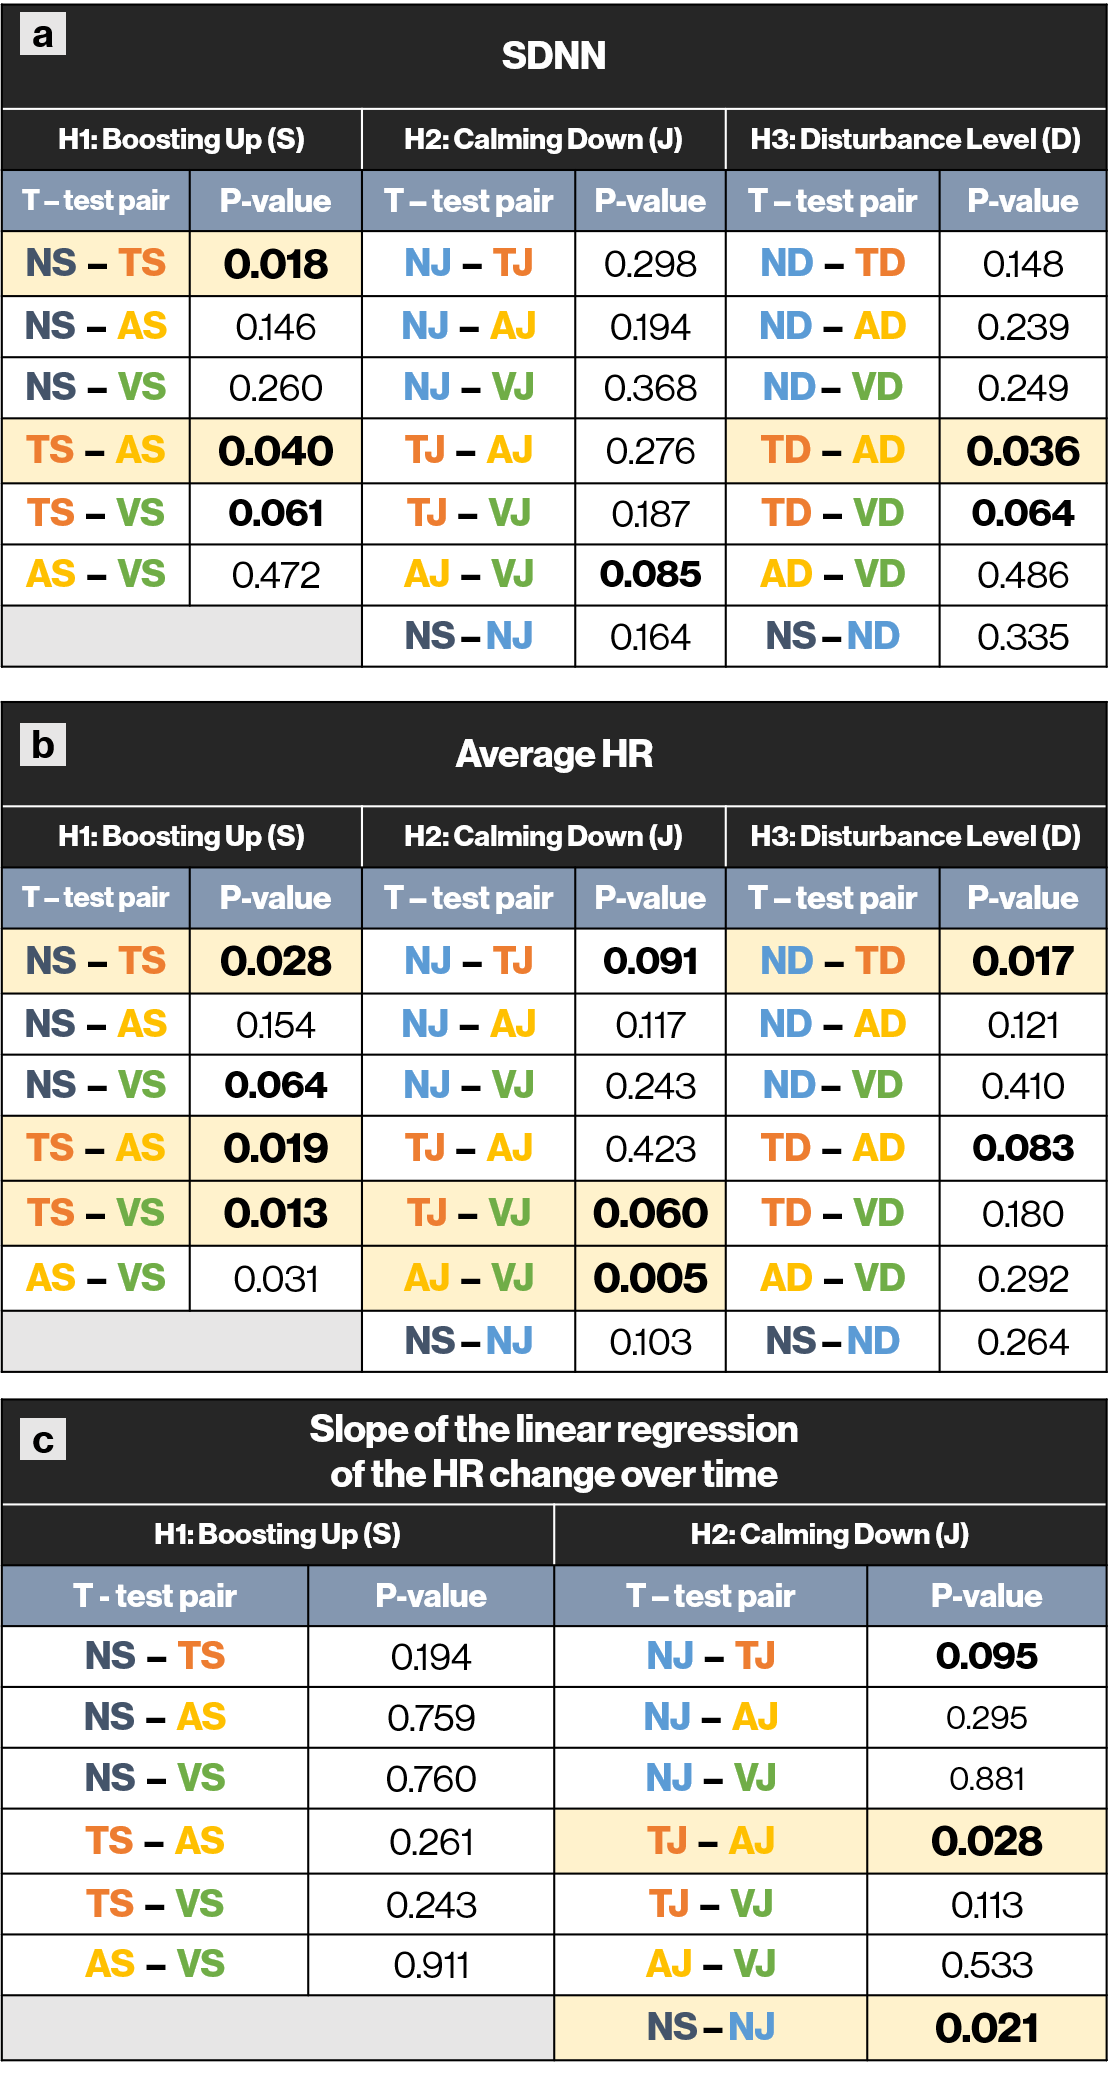 a
SDNN
H1: Boosting Up (S) H2: Calming Down (J) H3: Disturbance Level (D)
T – test pair P-value T – test pair P-value T – test pair P-value
NS – TS 0.018 NJ – TJ 0.298 ND – TD 0.148
NS – AS 0.146 NJ – AJ 0.194 ND – AD 0.239
NS – VS 0.260 NJ – VJ 0.368 ND – VD 0.249
TS – AS 0.040 TJ – AJ 0.276 TD – AD 0.036
TS – VS 0.061 TJ – VJ 0.187 TD – VD 0.064
AS – VS 0.472 AJ – VJ 0.085 AD – VD 0.486
NS – NJ 0.164 NS – ND 0.335
b
Average HR
H1: Boosting Up (S) H2: Calming Down (J) H3: Disturbance Level (D)
T – test pair P-value T – test pair P-value T – test pair P-value
NS – TS 0.028 NJ – TJ 0.091 ND – TD 0.017
NS – AS 0.154 NJ – AJ 0.117 ND – AD 0.121
NS – VS 0.064 NJ – VJ 0.243 ND – VD 0.410
TS – AS 0.019 TJ – AJ 0.423 TD – AD 0.083
TS – VS 0.013 TJ – VJ 0.060 TD – VD 0.180
AS – VS 0.031 AJ – VJ 0.005 AD – VD 0.292
NS – NJ 0.103 NS – ND 0.264
c
Slope of the linear regression
of the HR change over time
H1: Boosting Up (S) H2: Calming Down (J)
T - test pair P-value T – test pair P-value
NS – TS 0.194 NJ – TJ 0.095
NS – AS 0.759 NJ – AJ 0.295
NS – VS 0.760 NJ – VJ 0.881
TS – AS 0.261 TJ – AJ 0.028
TS – VS 0.243 TJ – VJ 0.113
AS – VS 0.911 AJ – VJ 0.533
NS – NJ 0.021